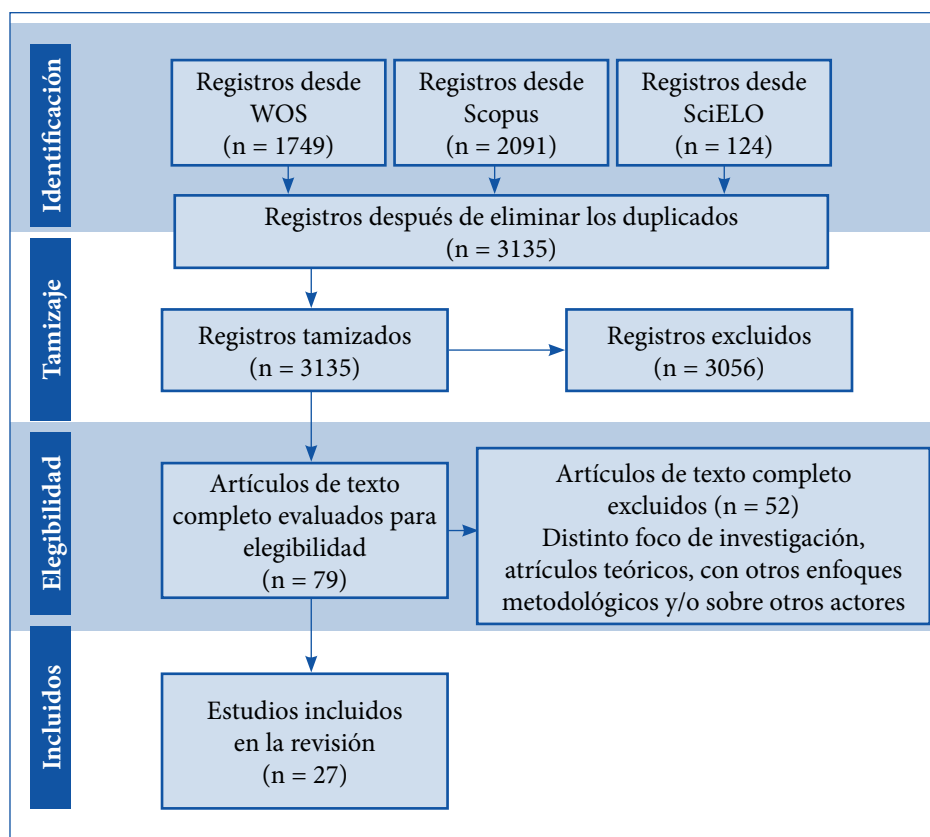 Identificación
Registros desde
WOS
(n = 1749)
Registros desde
Scopus
(n = 2091)
Registros desde
SciELO
(n = 124)
Registros después de eliminar los duplicados
(n = 3135)
Tamizaje
Registros tamizados
(n = 3135)
Registros excluidos
(n = 3056)
Elegibilidad
Artículos de texto
completo evaluados para
elegibilidad
(n = 79)
Artículos de texto completo
excluidos (n = 52)
Distinto foco de investigación,
atrículos teóricos, con otros enfoques
metodológicos y/o sobre otros actores
Incluidos
Estudios incluidos
en la revisión
(n = 27)